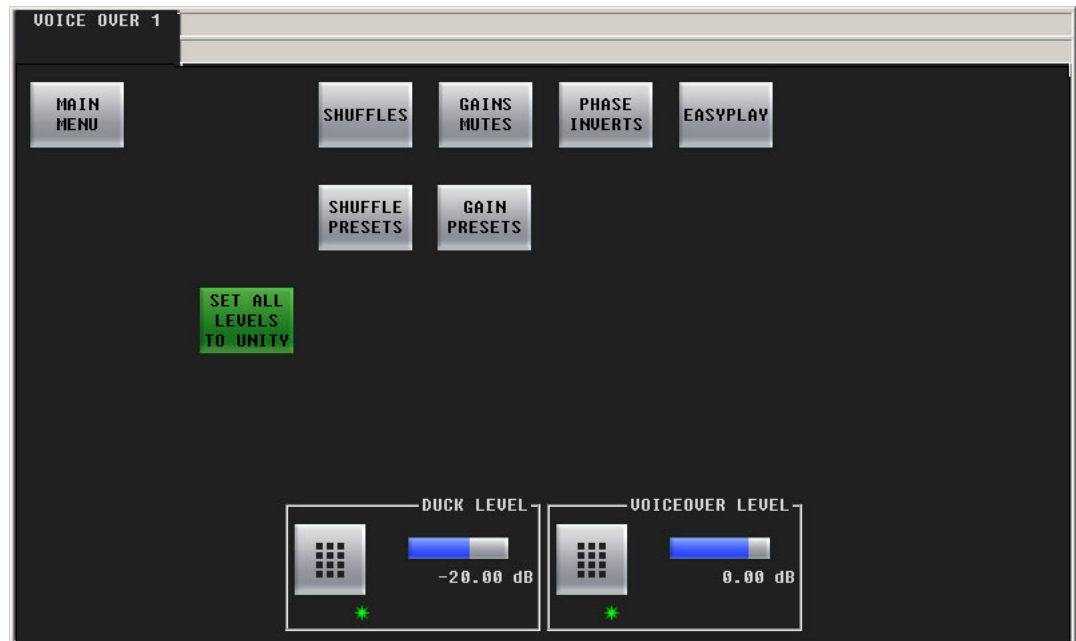 VOICE OVER 1
MAIN
MENU
SHUFFLES
GAINS
MUTES
PHASE
INVERTS
EASYPLAY
SHUFFLE
PRESETS
GAIN
PRESETS
SET ALL
LEVELS
TO UNITY
DUCK LEVEL
-20.00 dB
VOICEOVER LEVEL
0.00 dB